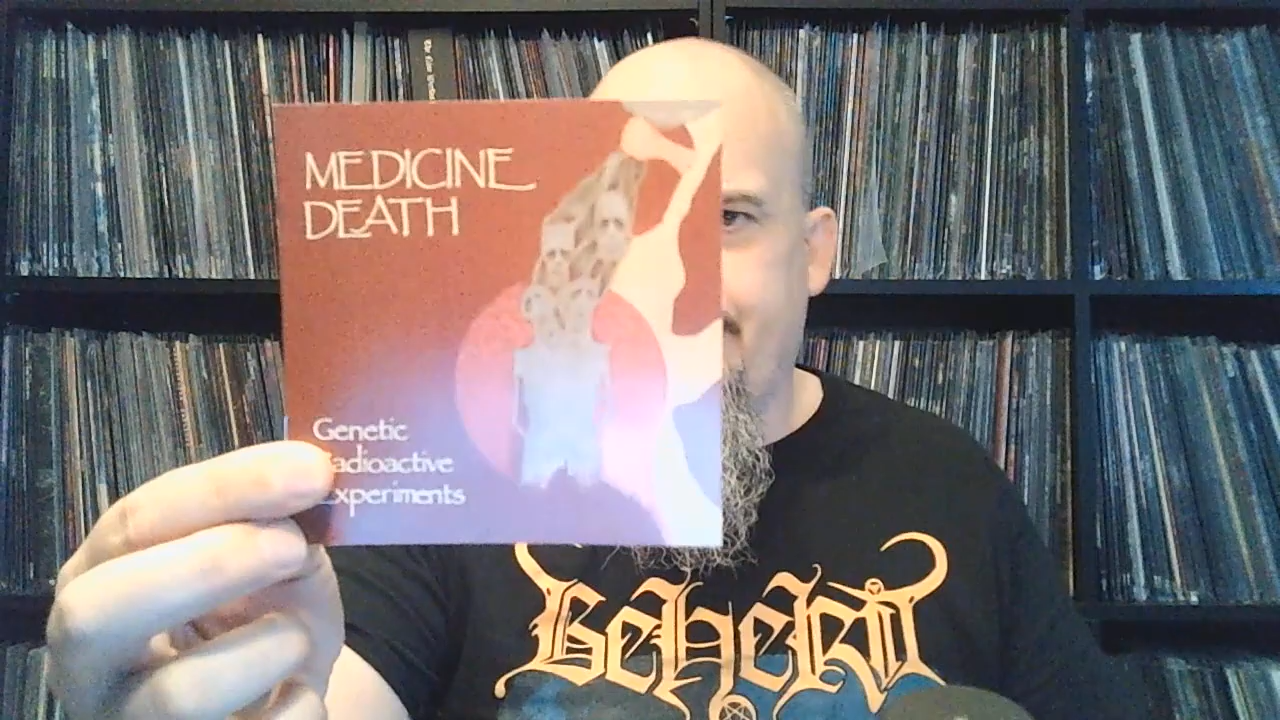 MEDICINE
DEATH
Genetic
adioactive
xperiments
Beherit